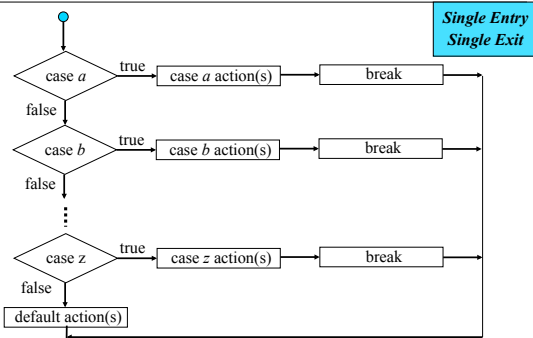 Single Entry
Single Exit
case a
true
case a action(s)
break
false
case b
true
case b action(s)
break
false
case z
true
case z action(s)
break
false
default action(s)